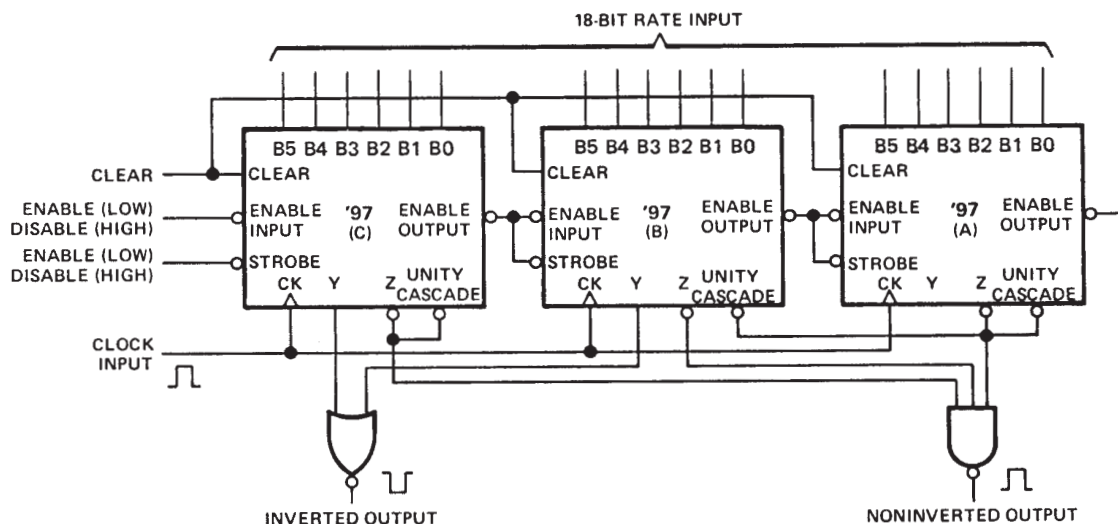 18-BIT RATE INPUT
B5 B4 B3 B2 B1 B0
B5 B4 B3 B2 B1 B0
B5 B4 B3 B2 B1 B0
CLEAR
CLEAR
CLEAR
CLEAR
ENABLE (LOW)
DISABLE (HIGH)
ENABLE INPUT
'97
(C)
ENABLE OUTPUT
ENABLE INPUT
'97
(B)
ENABLE OUTPUT
ENABLE INPUT
'97
(A)
ENABLE OUTPUT
ENABLE (LOW)
DISABLE (HIGH)
STROBE
STROBE
STROBE
CK Y Z UNITY CASCADE
CK Y Z UNITY CASCADE
CK Y Z UNITY CASCADE
CLOCK
INPUT
INVERTED OUTPUT
NONINVERTED OUTPUT